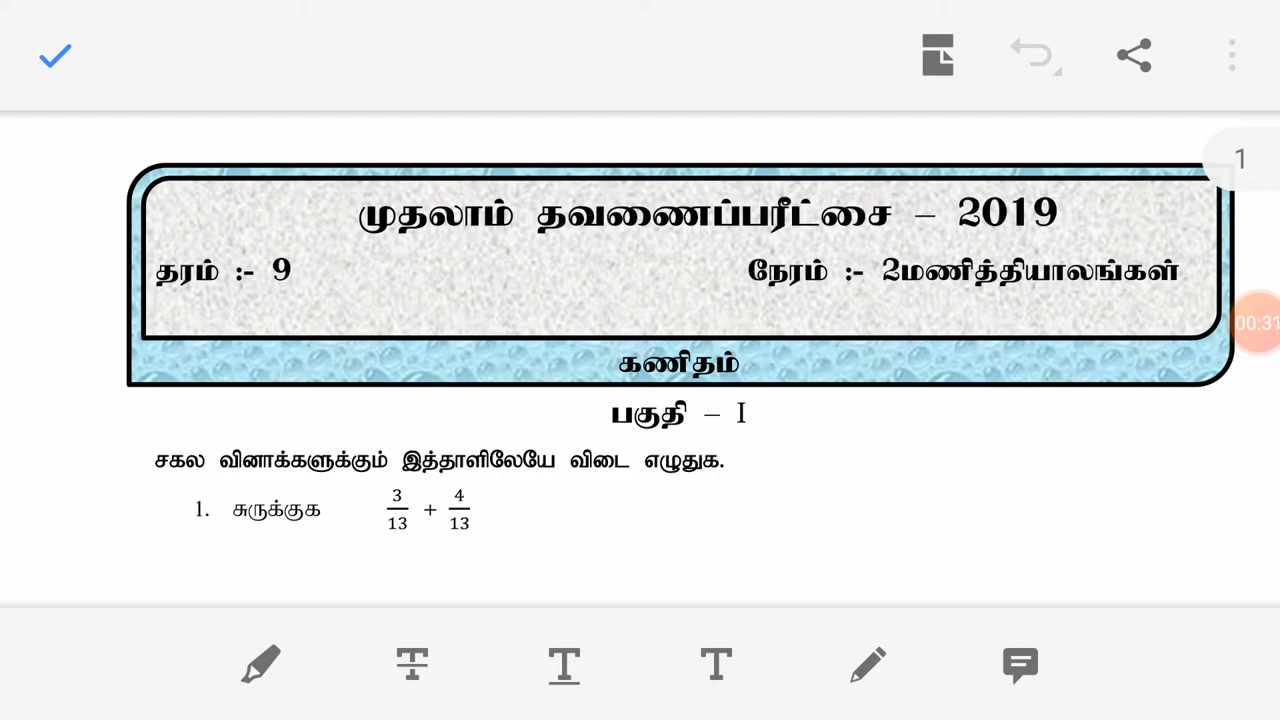 1
முதலாம் தவணைப்பரீட்சை – 2019
தரம் :- 9 நேரம் :- 2மணித்தியாலங்கள்
00:31
கணிதம்
பகுதி – I
சகல வினாக்களுக்கும் இத்தாளிலேயே விடை எழுதுக.
1. சுருக்குக 3/13 + 4/13